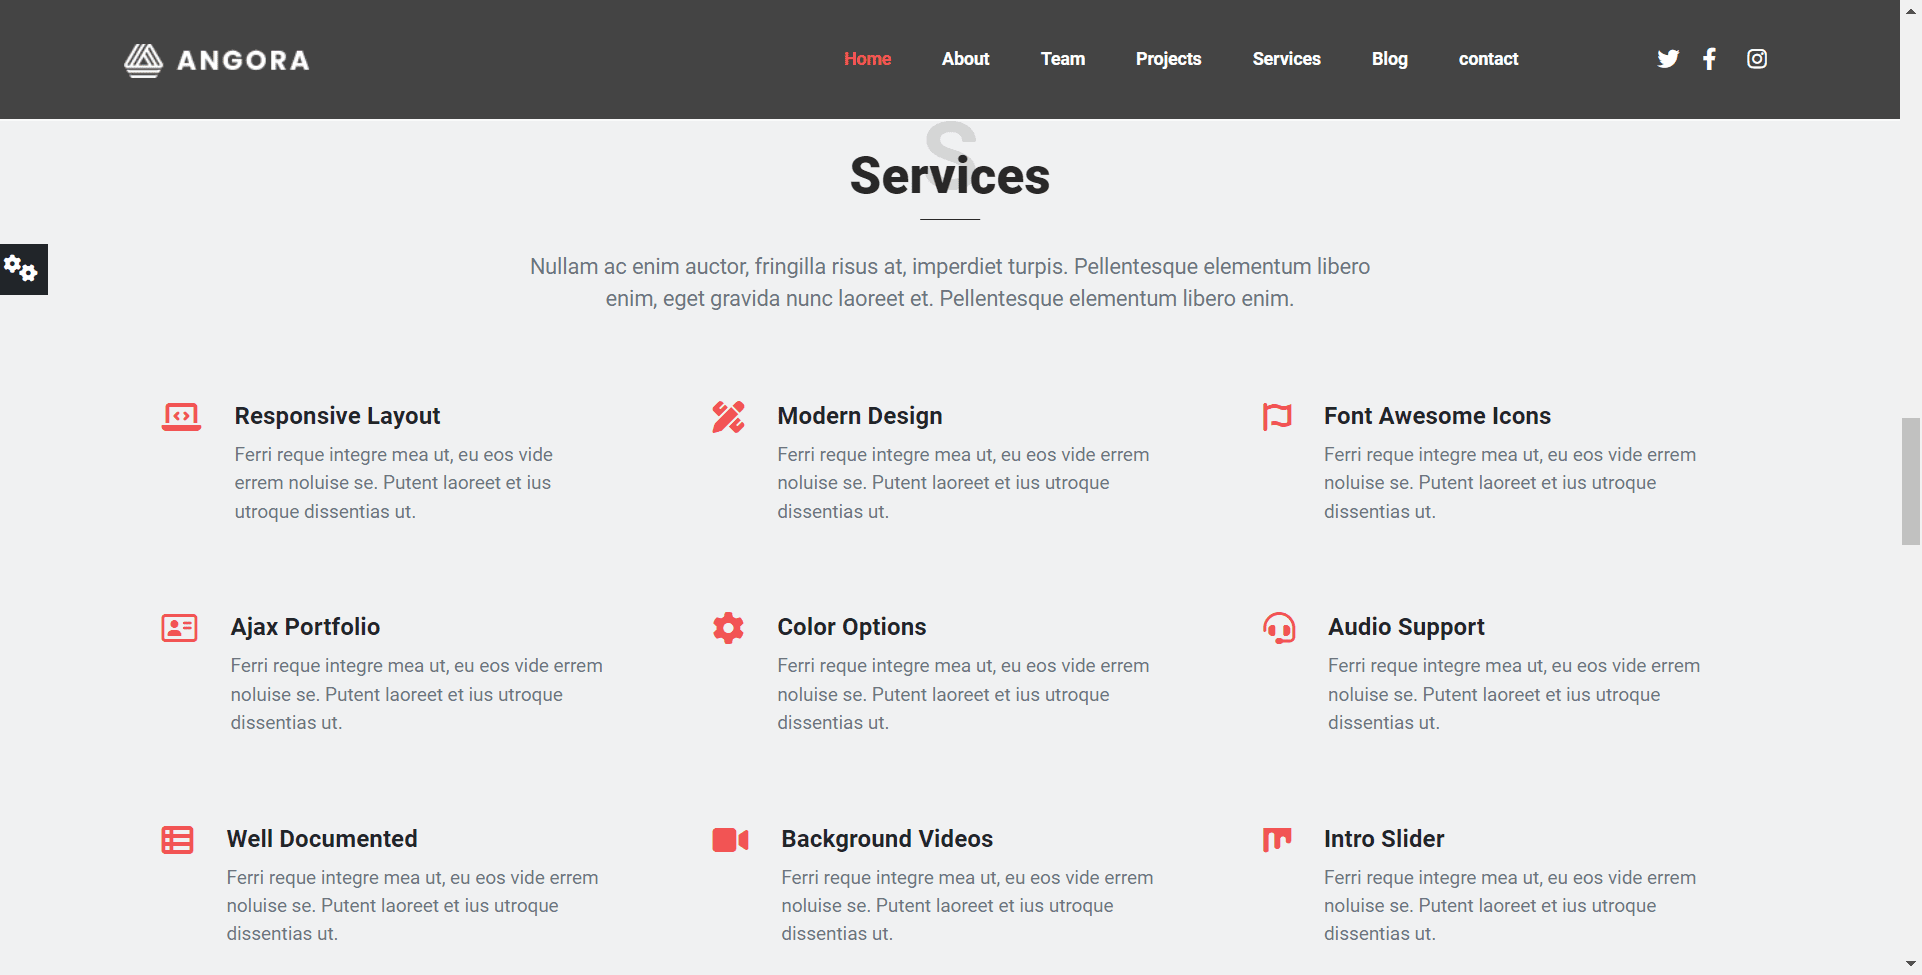 ANGORA
Home About Team Projects Services Blog contact
S
Services
Nullam ac enim auctor, fringilla risus at, imperdiet turpis. Pellentesque elementum libero
enim, eget gravida nunc laoreet et. Pellentesque elementum libero enim.
Responsive Layout
Ferri reque integre mea ut, eu eos vide
errem noluise se. Putent laoreet et ius
utroque dissentias ut.
Modern Design
Ferri reque integre mea ut, eu eos vide errem
noluise se. Putent laoreet et ius utroque
dissentias ut.
Font Awesome Icons
Ferri reque integre mea ut, eu eos vide errem
noluise se. Putent laoreet et ius utroque
dissentias ut.
Ajax Portfolio
Ferri reque integre mea ut, eu eos vide errem
noluise se. Putent laoreet et ius utroque
dissentias ut.
Color Options
Ferri reque integre mea ut, eu eos vide errem
noluise se. Putent laoreet et ius utroque
dissentias ut.
Audio Support
Ferri reque integre mea ut, eu eos vide errem
noluise se. Putent laoreet et ius utroque
dissentias ut.
Well Documented
Ferri reque integre mea ut, eu eos vide errem
noluise se. Putent laoreet et ius utroque
dissentias ut.
Background Videos
Ferri reque integre mea ut, eu eos vide errem
noluise se. Putent laoreet et ius utroque
dissentias ut.
Intro Slider
Ferri reque integre mea ut, eu eos vide errem
noluise se. Putent laoreet et ius utroque
dissentias ut.